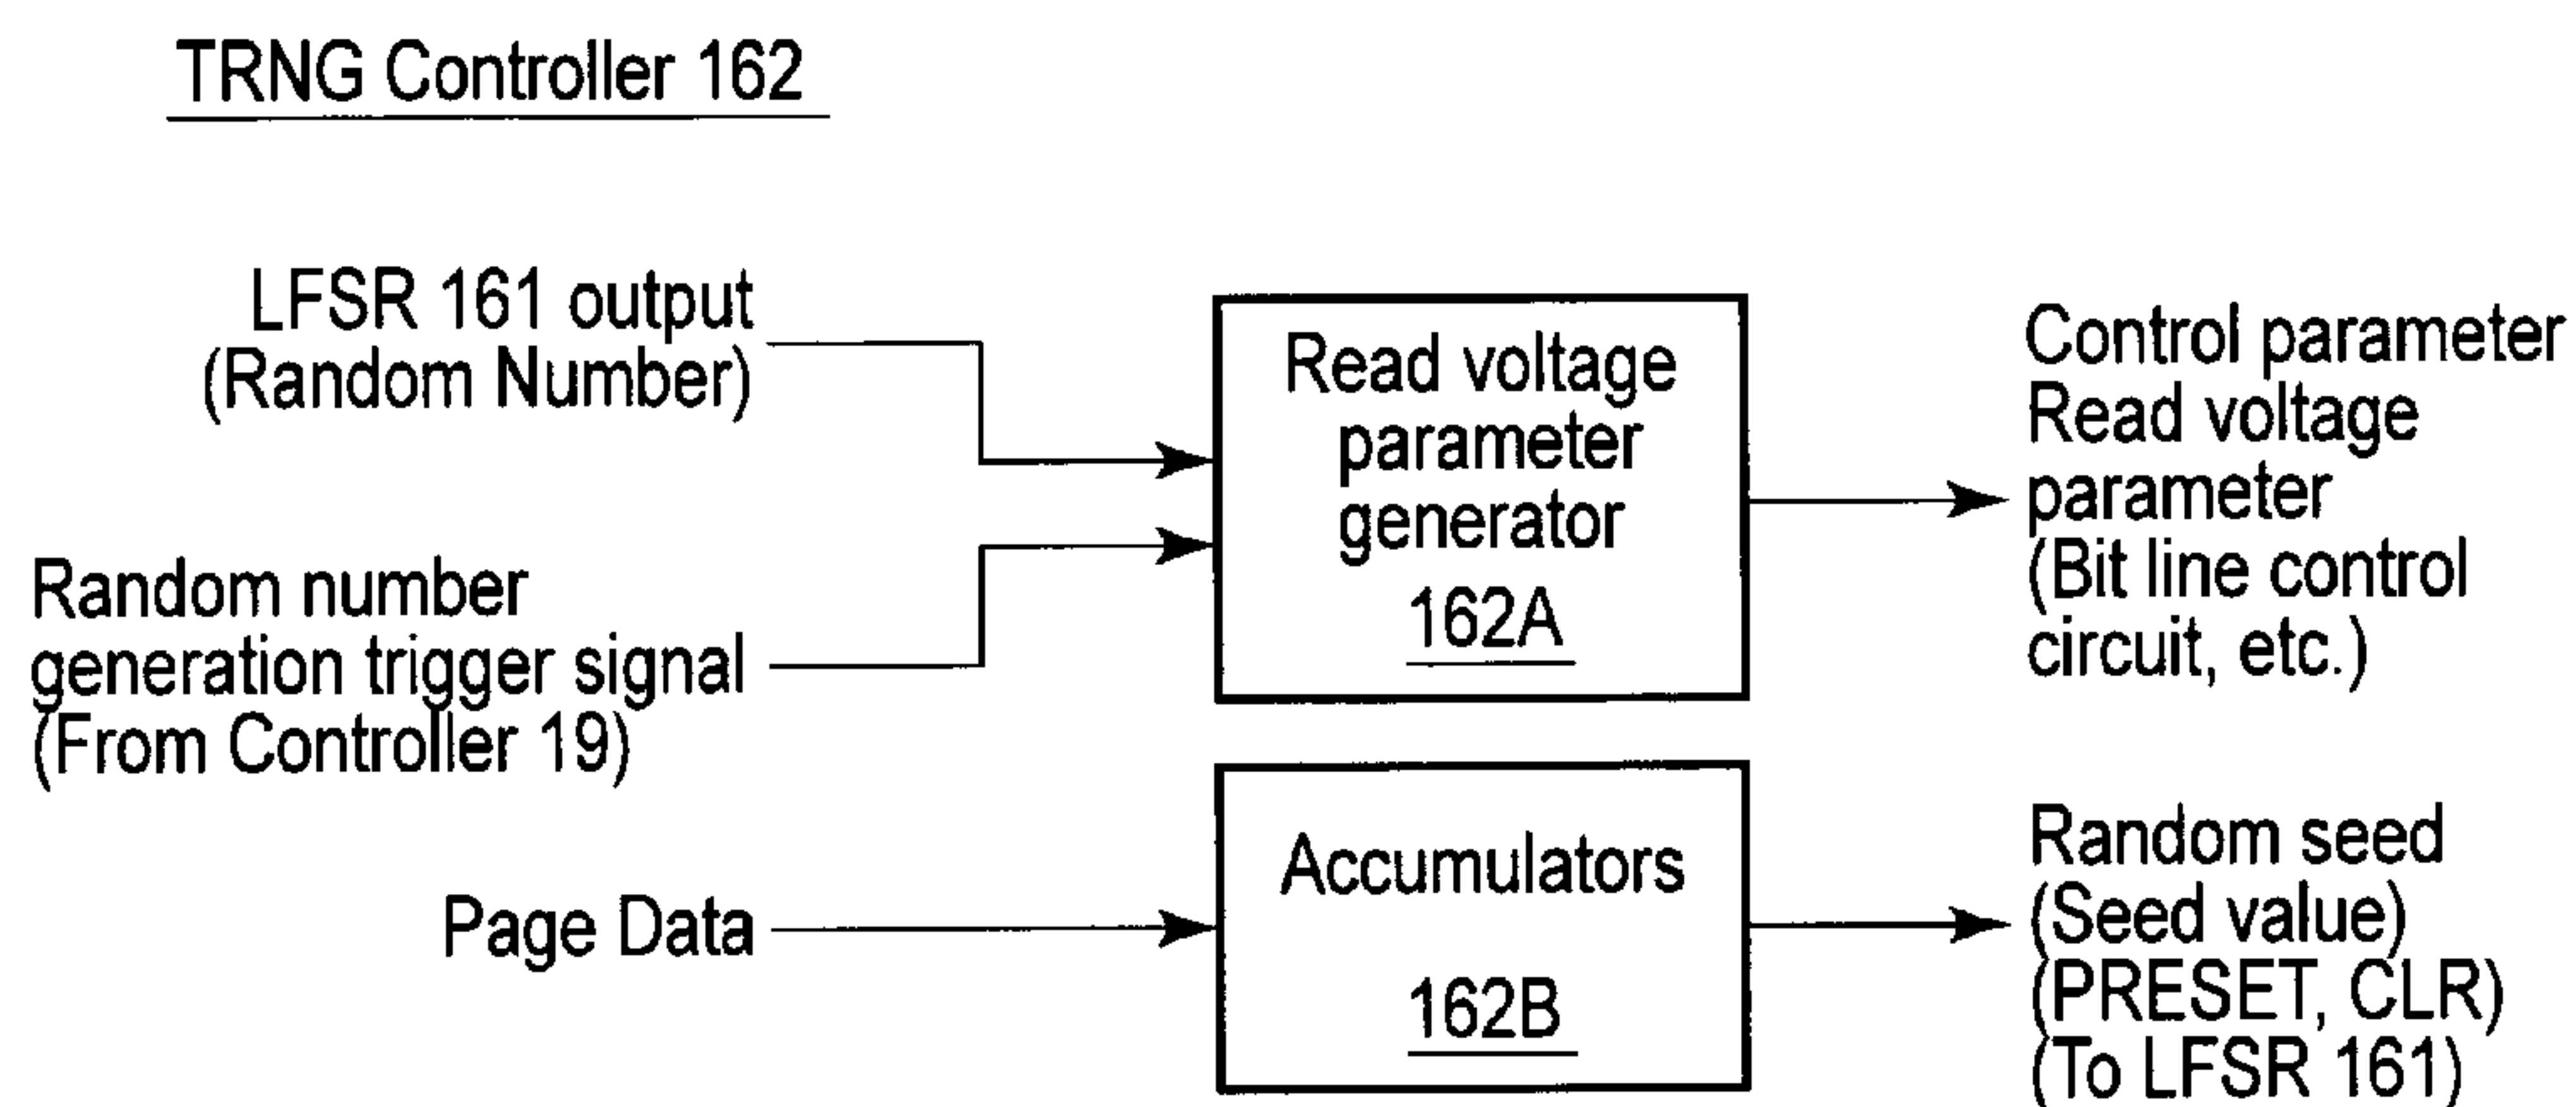 TRNG Controller 162
LFSR 161 output
(Random Number)
Random number
generation trigger signal
(From Controller 19)
Read voltage
parameter
generator
162A
Control parameter
Read voltage
parameter
(Bit line control
circuit, etc.)
Page Data
Accumulators
162B
Random seed
(Seed value)
(PRESET, CLR)
(To LFSR 161)